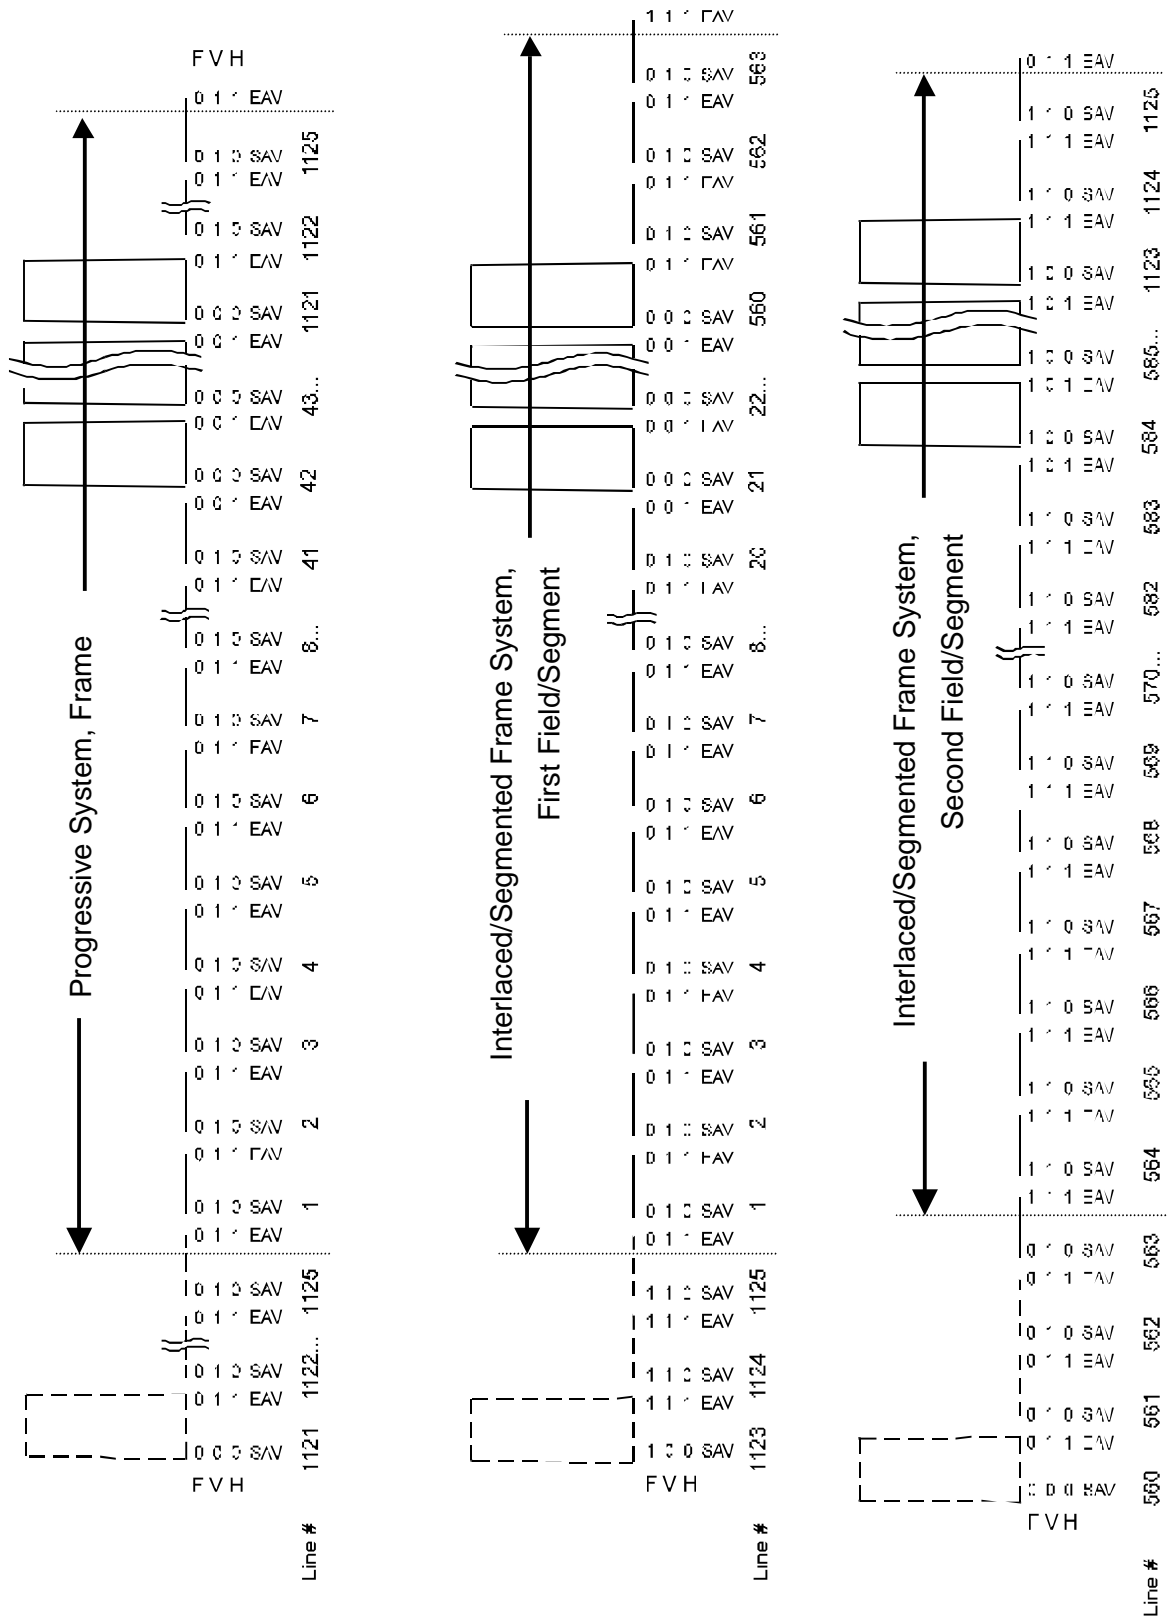 Progressive System, Frame
F V H
0 1 1 EAV
0 1 0 SAV 1125
0 1 1 EAV
0 1 0 SAV 1122
0 1 1 EAV
0 0 0 SAV 1121
0 0 1 EAV
0 0 0 SAV 43...
0 0 1 EAV
0 0 0 SAV 42
0 0 1 EAV
0 1 0 SAV 41
0 1 1 EAV
0 1 0 SAV 8...
0 1 1 EAV
0 1 0 SAV 7
0 1 1 EAV
0 1 0 SAV 6
0 1 1 EAV
0 1 0 SAV 5
0 1 1 EAV
0 1 0 SAV 4
0 1 1 EAV
0 1 0 SAV 3
0 1 1 EAV
0 1 0 SAV 2
0 1 1 EAV
0 1 0 SAV 1
0 1 1 EAV
0 1 0 SAV 1125
0 1 1 EAV
0 1 0 SAV 1122...
0 1 1 EAV
0 0 0 SAV 1121
F V H
Line #
Interlaced/Segmented Frame System,
First Field/Segment
1 1 1 EAV
0 1 0 SAV 563
0 1 1 EAV
0 1 0 SAV 562
0 1 1 EAV
0 1 0 SAV 561
0 1 1 EAV
0 0 0 SAV 560
0 0 1 EAV
0 0 0 SAV 22...
0 0 1 EAV
0 0 0 SAV 21
0 0 1 EAV
0 1 0 SAV 20
0 1 1 EAV
0 1 0 SAV 8...
0 1 1 EAV
0 1 0 SAV 7
0 1 1 EAV
0 1 0 SAV 6
0 1 1 EAV
0 1 0 SAV 5
0 1 1 EAV
0 1 0 SAV 4
0 1 1 EAV
0 1 0 SAV 3
0 1 1 EAV
0 1 0 SAV 2
0 1 1 EAV
0 1 0 SAV 1
0 1 1 EAV
1 1 0 SAV 1125
1 1 1 EAV
1 1 0 SAV 1124
1 1 1 EAV
1 0 0 SAV 1123
F V H
Line #
Interlaced/Segmented Frame System,
Second Field/Segment
0 1 1 EAV
1 1 0 SAV 1125
1 1 1 EAV
1 1 0 SAV 1124
1 1 1 EAV
1 0 0 SAV 1123
1 0 1 EAV
1 0 0 SAV 585...
1 0 1 EAV
1 0 0 SAV 584
1 0 1 EAV
1 1 0 SAV 583
1 1 1 EAV
1 1 0 SAV 582
1 1 1 EAV
1 1 0 SAV 570...
1 1 1 EAV
1 1 0 SAV 569
1 1 1 EAV
1 1 0 SAV 568
1 1 1 EAV
1 1 0 SAV 567
1 1 1 EAV
1 1 0 SAV 566
1 1 1 EAV
1 1 0 SAV 565
1 1 1 EAV
1 1 0 SAV 564
1 1 1 EAV
0 1 0 SAV 563
0 1 1 EAV
0 1 0 SAV 562
0 1 1 EAV
0 1 0 SAV 561
0 1 1 EAV
0 0 0 SAV 560
F V H
Line #